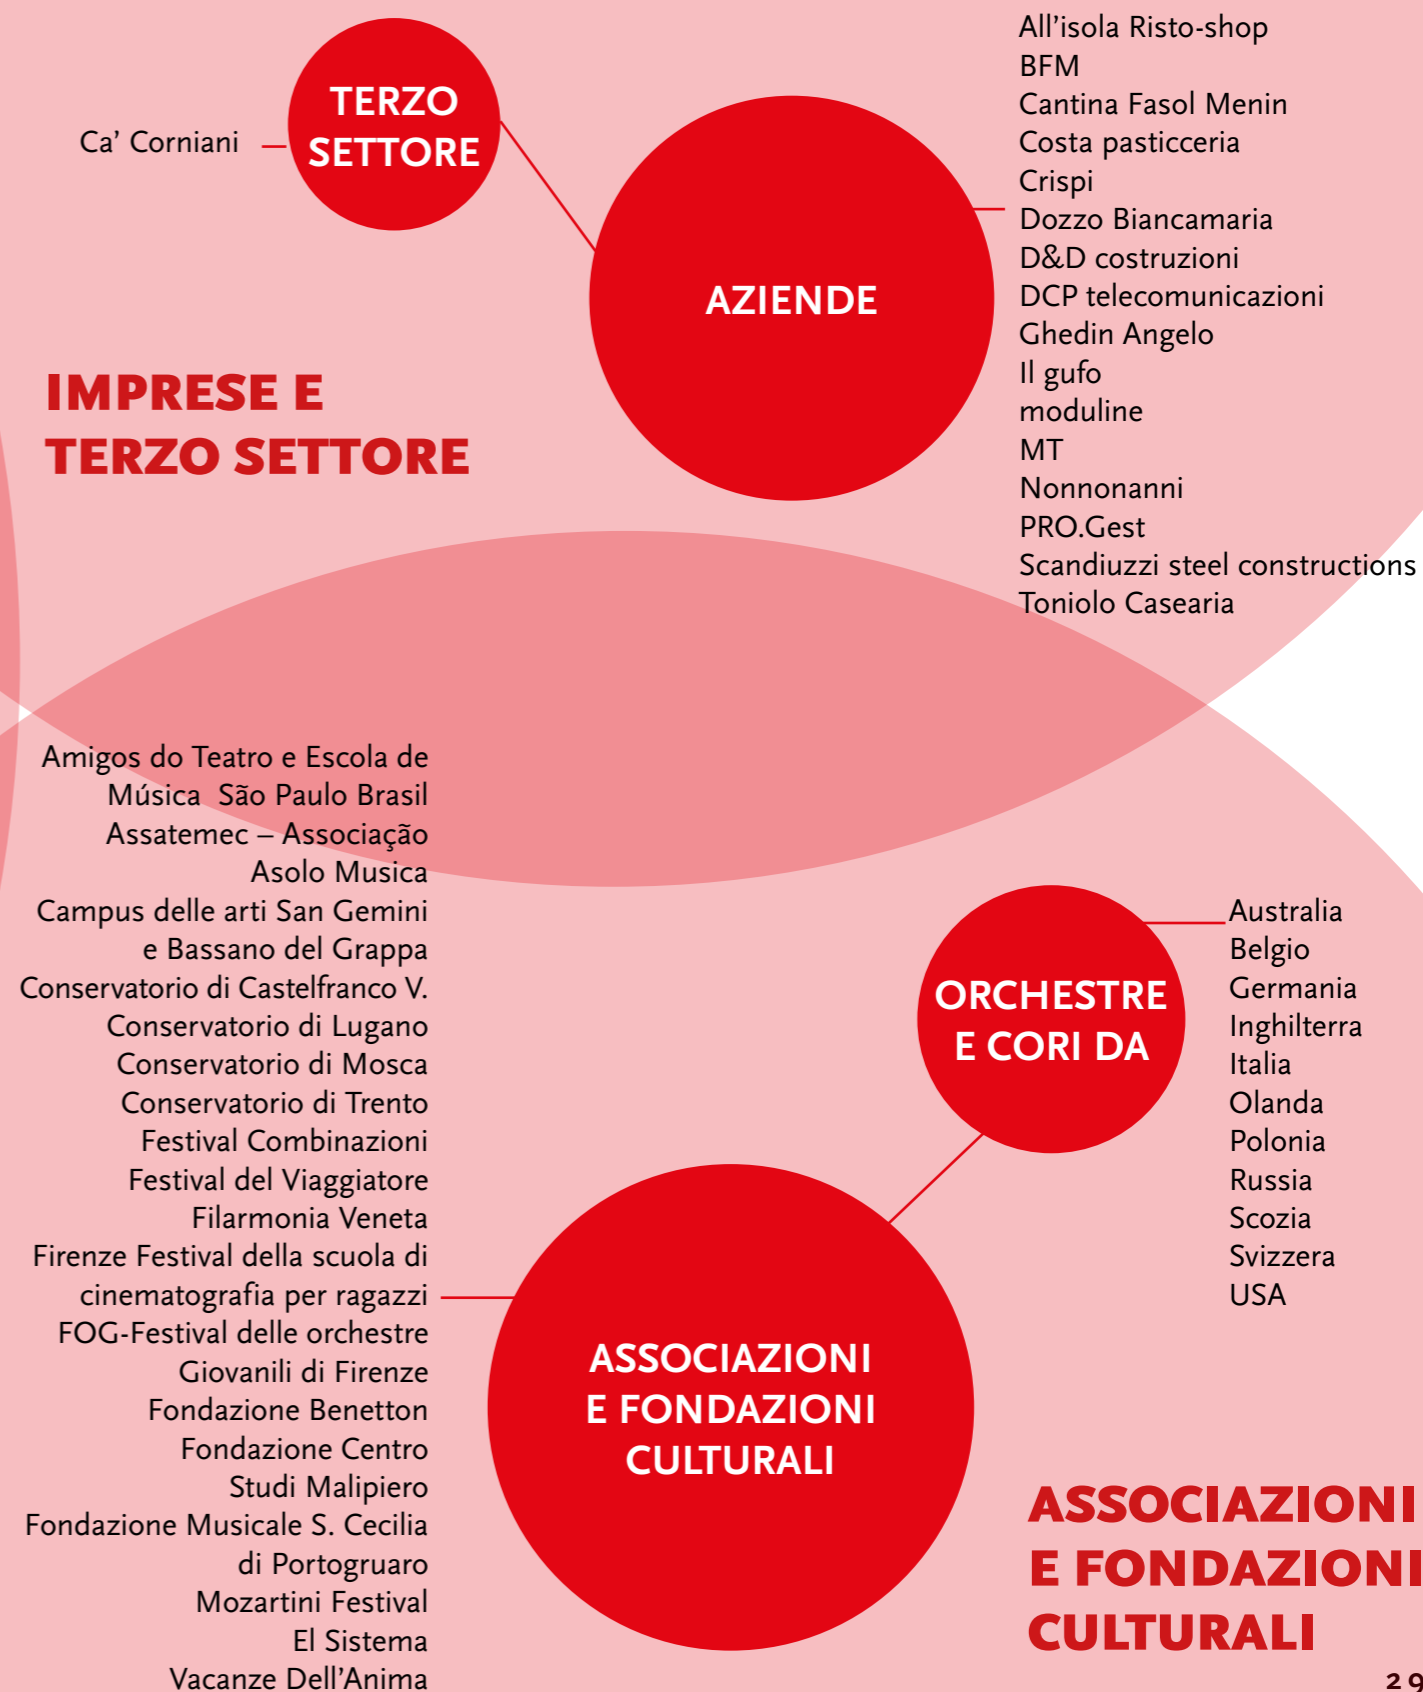 TERZO
SETTORE
Ca’ Corniani
AZIENDE
All’isola Risto-shop
BFM
Cantina Fasol Menin
Costa pasticceria
Crispi
Dozzo Biancamaria
D&D costruzioni
DCP telecomunicazioni
Ghedin Angelo
Il gufo
moduline
MT
Nonnonanni
PRO.Gest
Scandiuzzi steel constructions
Toniolo Casearia
IMPRESE E
TERZO SETTORE
Amigos do Teatro e Escola de
Música  São Paulo Brasil
Assatemec – Associação
Asolo Musica
Campus delle arti San Gemini
e Bassano del Grappa
Conservatorio di Castelfranco V.
Conservatorio di Lugano
Conservatorio di Mosca
Conservatorio di Trento
Festival Combinazioni
Festival del Viaggiatore
Filarmonia Veneta
Firenze Festival della scuola di
cinematografia per ragazzi
FOG-Festival delle orchestre
Giovanili di Firenze
Fondazione Benetton
Fondazione Centro
Studi Malipiero
Fondazione Musicale S. Cecilia
di Portogruaro
Mozartini Festival
El Sistema
Vacanze Dell’Anima
ORCHESTRE
E CORI DA
Australia
Belgio
Germania
Inghilterra
Italia
Olanda
Polonia
Russia
Scozia
Svizzera
USA
ASSOCIAZIONI
E FONDAZIONI
CULTURALI
ASSOCIAZIONI
E FONDAZIONI
CULTURALI
29